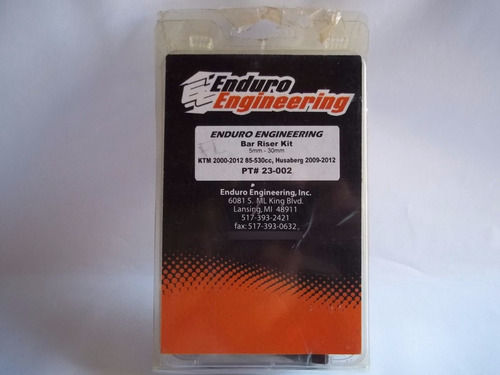 Enduro
Engineering
ENDURO ENGINEERING
Bar Riser Kit
5mm - 30mm
KTM 2000-2012 85-530cc, Husaberg 2009-2012
PT# 23-002
Enduro Engineering, Inc.
6081 S. ML King Blvd.
Lansing, MI 48911
517-393-2421
fax: 517-393-0632